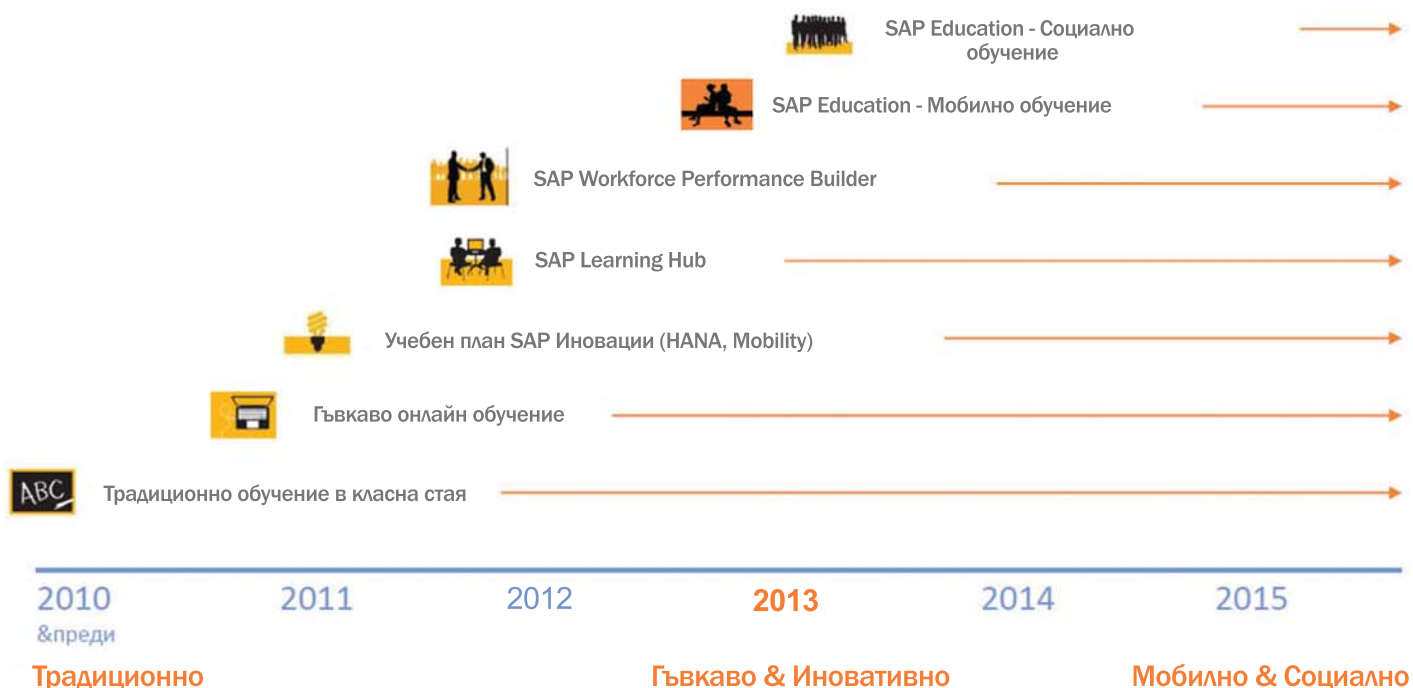 SAP Education - Социално
обучение
SAP Education - Мобилно обучение
SAP Workforce Performance Builder
SAP Learning Hub
Учебен план SAP Иновации (HANA, Mobility)
Гъвкаво онлайн обучение
ABC
Традиционно обучение в класна стая
2010 2011 2012 2013 2014 2015
&преди
Традиционно Гъвкаво & Иновативно Мобилно & Социално